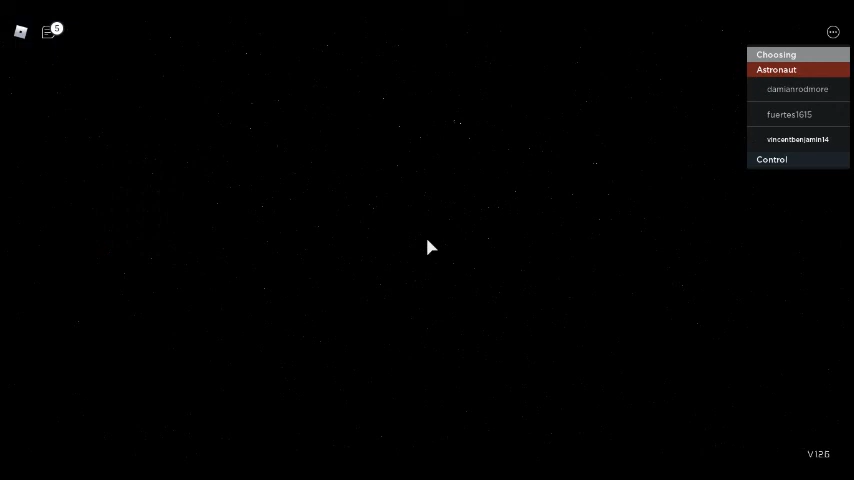 5
Choosing
Astronaut
damianrodmore
fuertes1615
vincentbenjamin14
Control
V126